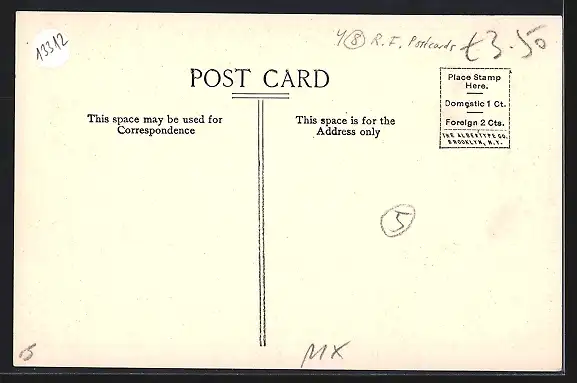 13312
4 (8) R.F. Postcards £3.50
POST CARD
This space may be used for
Correspondence
This space is for the
Address only
Place Stamp
Here.
Domestic 1 Ct.
Foreign 2 Cts.
THE ALBERTYPE CO.
BROOKLYN, N.Y.
5
MX